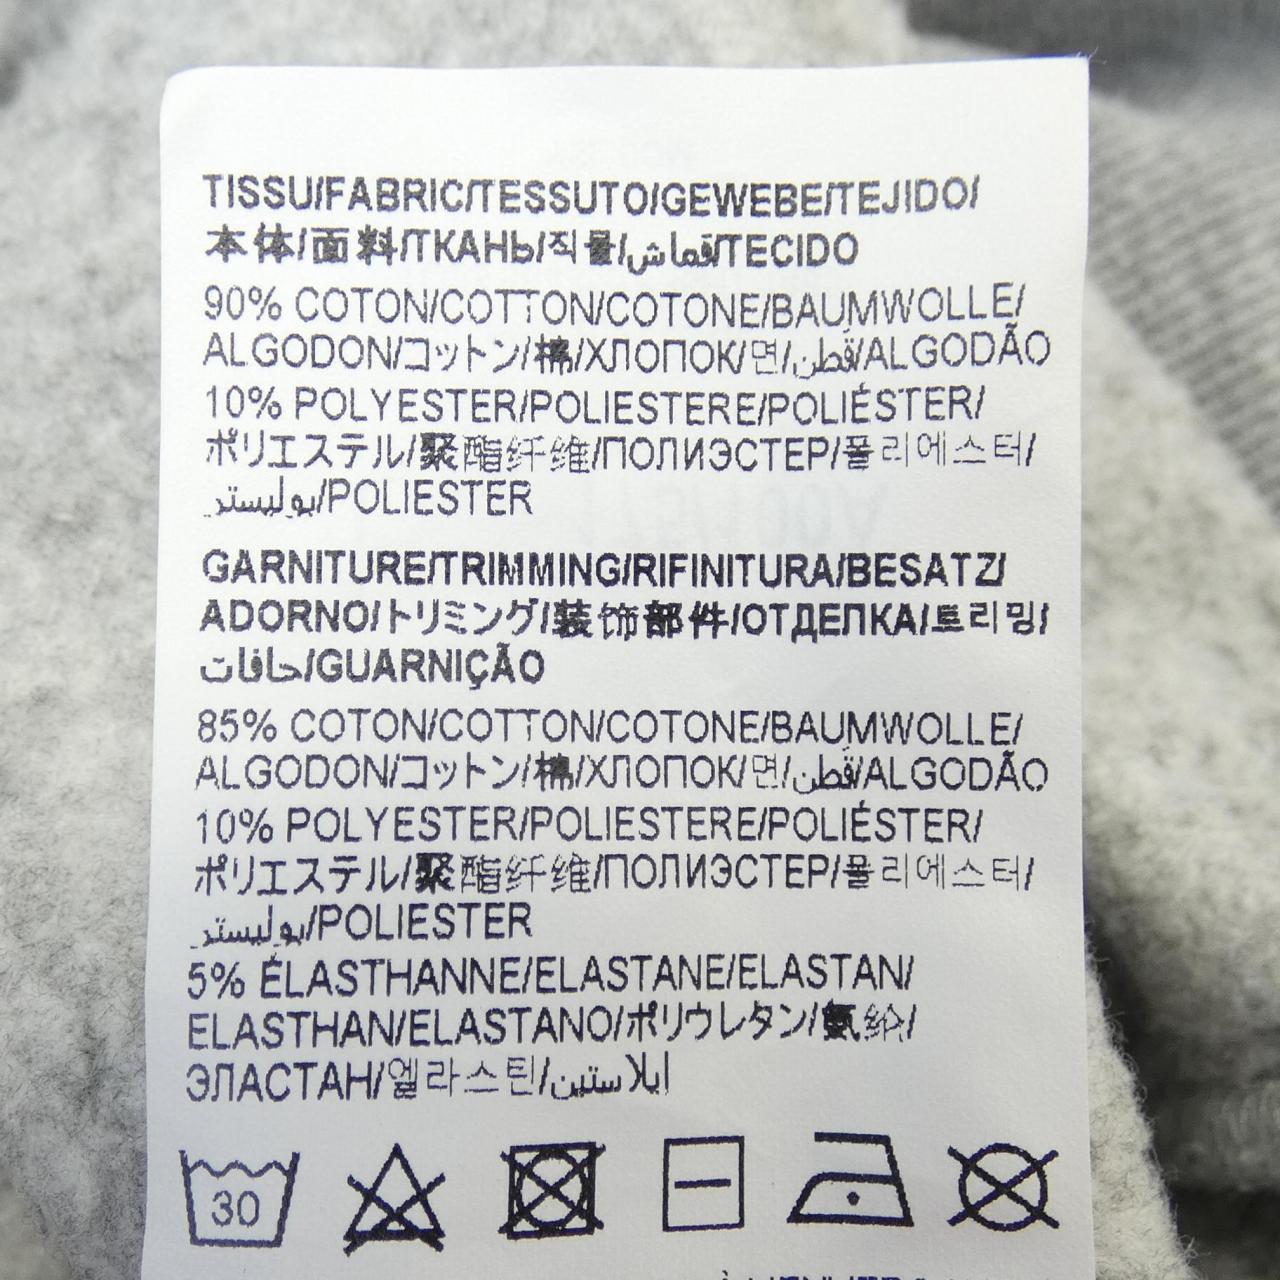 TISSU/FABRIC/TESSUTO/GEWEBE/TEJIDO/
本体/面料/ТКАНЬ/직물/قماش/TECIDO
90% COTON/COTTON/COTONE/BAUMWOLLE/
ALGODON/コットン/棉/ХЛОПОК/면/قطن/ALGODÃO
10% POLYESTER/POLIESTERE/POLIÉSTER/
ポリエステル/聚酯纤维/ПОЛИЭСТЕР/폴리에스터/
بوليستر/POLIESTER
GARNITURE/TRIMMING/RIFINITURA/BESATZ/
ADORNO/トリミング/装饰部件/ОТДЕЛКА/트리밍/
حافات/GUARNIÇÃO
85% COTON/COTTON/COTONE/BAUMWOLLE/
ALGODON/コットン/棉/ХЛОПОК/면/قطن/ALGODÃO
10% POLYESTER/POLIESTERE/POLIÉSTER/
ポリエステル/聚酯纤维/ПОЛИЭСТЕР/폴리에스터/
بوليستر/POLIESTER
5% ÉLASTHANNE/ELASTANE/ELASTAN/
ELASTHAN/ELASTANO/ポリウレタン/氨纶/
ЭЛАСТАН/엘라스틴/ايلاستين
30